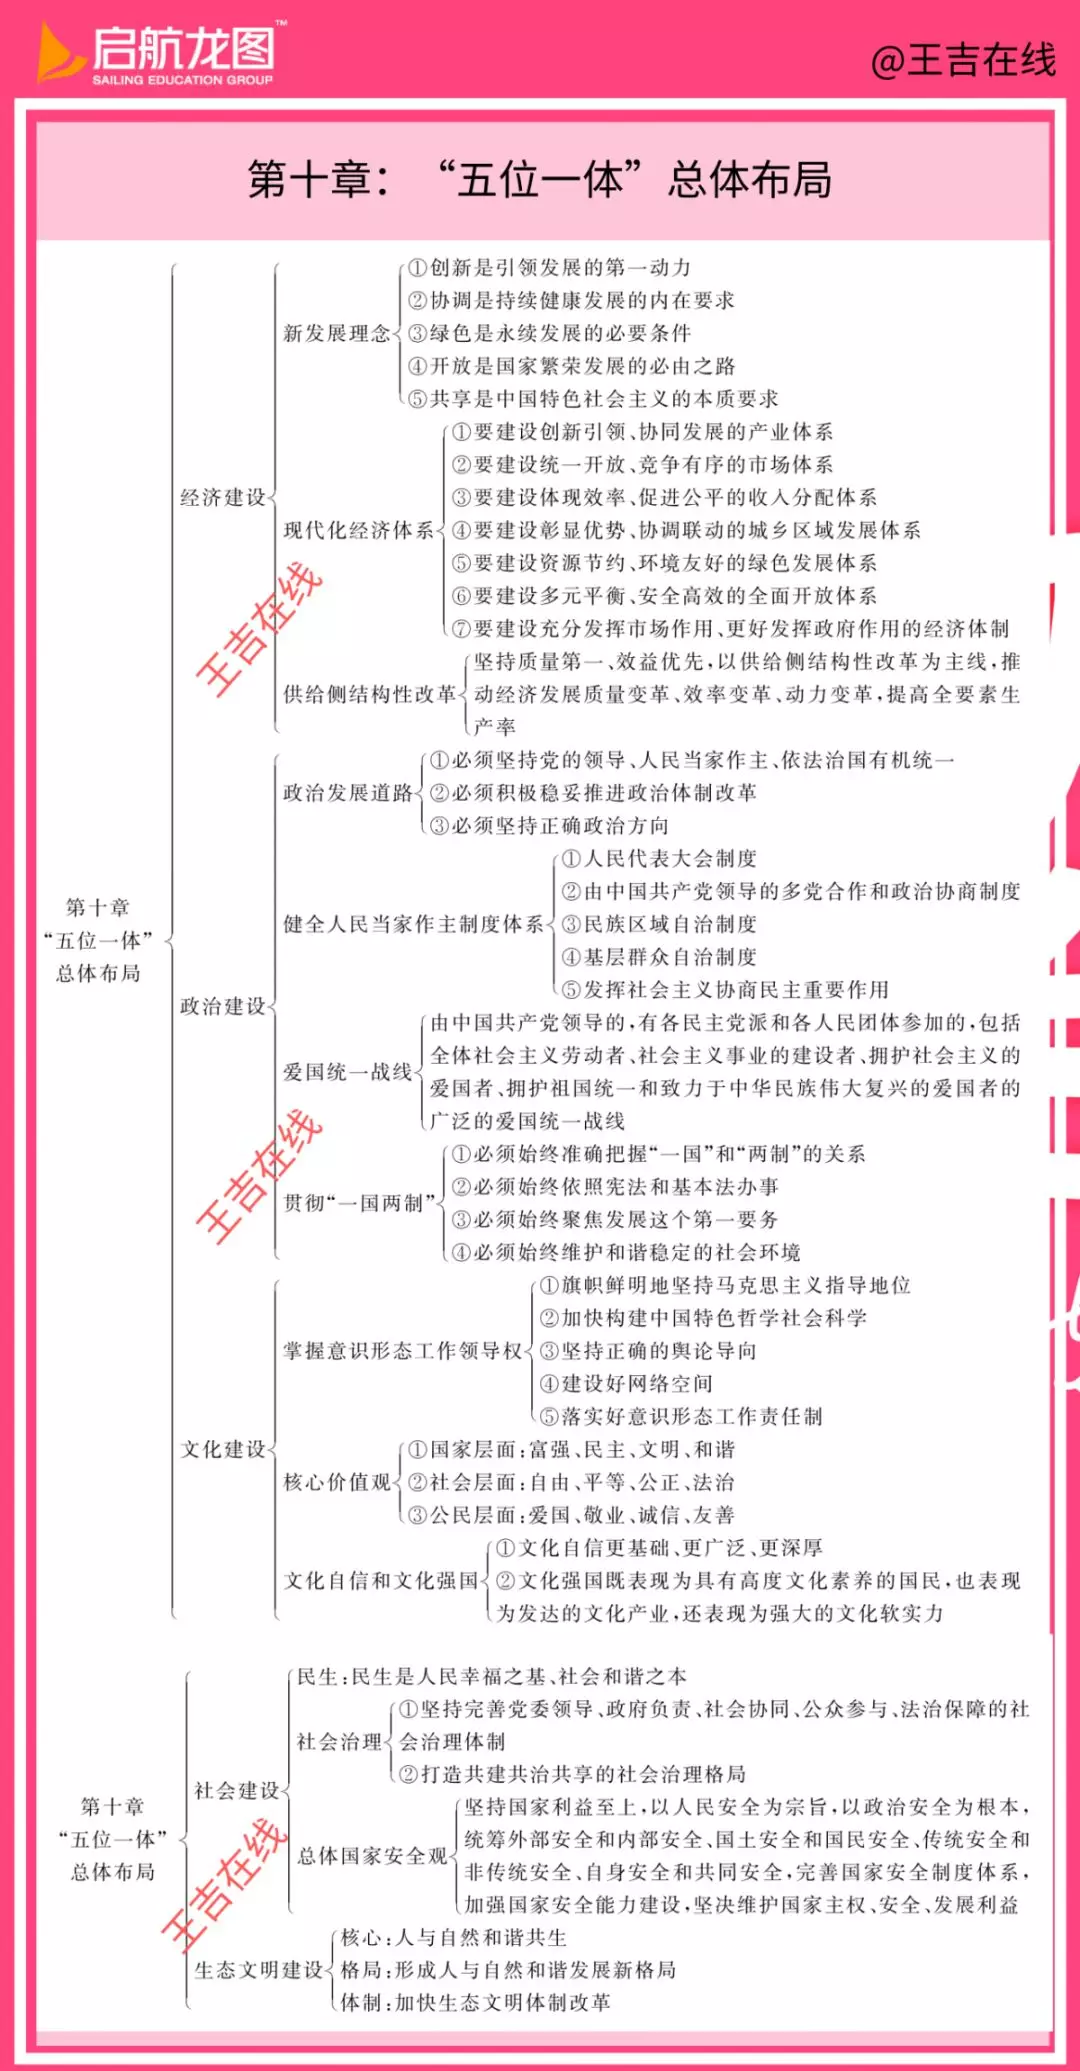 启航龙图™
SAILING EDUCATION GROUP
@王吉在线
第十章：“五位一体”总体布局
第十章
“五位一体”
总体布局
经济建设
新发展理念
①创新是引领发展的第一动力
②协调是持续健康发展的内在要求
③绿色是永续发展的必要条件
④开放是国家繁荣发展的必由之路
⑤共享是中国特色社会主义的本质要求
现代化经济体系
①要建设创新引领、协同发展的产业体系
②要建设统一开放、竞争有序的市场体系
③要建设体现效率、促进公平的收入分配体系
④要建设彰显优势、协调联动的城乡区域发展体系
⑤要建设资源节约、环境友好的绿色发展体系
⑥要建设多元平衡、安全高效的全面开放体系
⑦要建设充分发挥市场作用、更好发挥政府作用的经济体制
王吉在线
供给侧结构性改革
坚持质量第一、效益优先，以供给侧结构性改革为主线，推
动经济发展质量变革、效率变革、动力变革，提高全要素生
产率
政治建设
政治发展道路
①必须坚持党的领导、人民当家作主、依法治国有机统一
②必须积极稳妥推进政治体制改革
③必须坚持正确政治方向
健全人民当家作主制度体系
①人民代表大会制度
②由中国共产党领导的多党合作和政治协商制度
③民族区域自治制度
④基层群众自治制度
⑤发挥社会主义协商民主重要作用
爱国统一战线
由中国共产党领导的，有各民主党派和各人民团体参加的，包括
全体社会主义劳动者、社会主义事业的建设者、拥护社会主义的
爱国者、拥护祖国统一和致力于中华民族伟大复兴的爱国者的
广泛的爱国统一战线
王吉在线
贯彻“一国两制”
①必须始终准确把握“一国”和“两制”的关系
②必须始终依照宪法和基本法办事
③必须始终聚焦发展这个第一要务
④必须始终维护和谐稳定的社会环境
文化建设
掌握意识形态工作领导权
①旗帜鲜明地坚持马克思主义指导地位
②加快构建中国特色哲学社会科学
③坚持正确的舆论导向
④建设好网络空间
⑤落实好意识形态工作责任制
核心价值观
①国家层面：富强、民主、文明、和谐
②社会层面：自由、平等、公正、法治
③公民层面：爱国、敬业、诚信、友善
文化自信和文化强国
①文化自信更基础、更广泛、更深厚
②文化强国既表现为具有高度文化素养的国民，也表现
为发达的文化产业，还表现为强大的文化软实力
第十章
“五位一体”
总体布局
社会建设
民生：民生是人民幸福之基、社会和谐之本
社会治理
①坚持完善党委领导、政府负责、社会协同、公众参与、法治保障的社
会治理体制
②打造共建共治共享的社会治理格局
总体国家安全观
坚持国家利益至上，以人民安全为宗旨，以政治安全为根本，
统筹外部安全和内部安全、国土安全和国民安全、传统安全和
非传统安全、自身安全和共同安全，完善国家安全制度体系，
加强国家安全能力建设，坚决维护国家主权、安全、发展利益
王吉在线
生态文明建设
核心：人与自然和谐共生
格局：形成人与自然和谐发展新格局
体制：加快生态文明体制改革